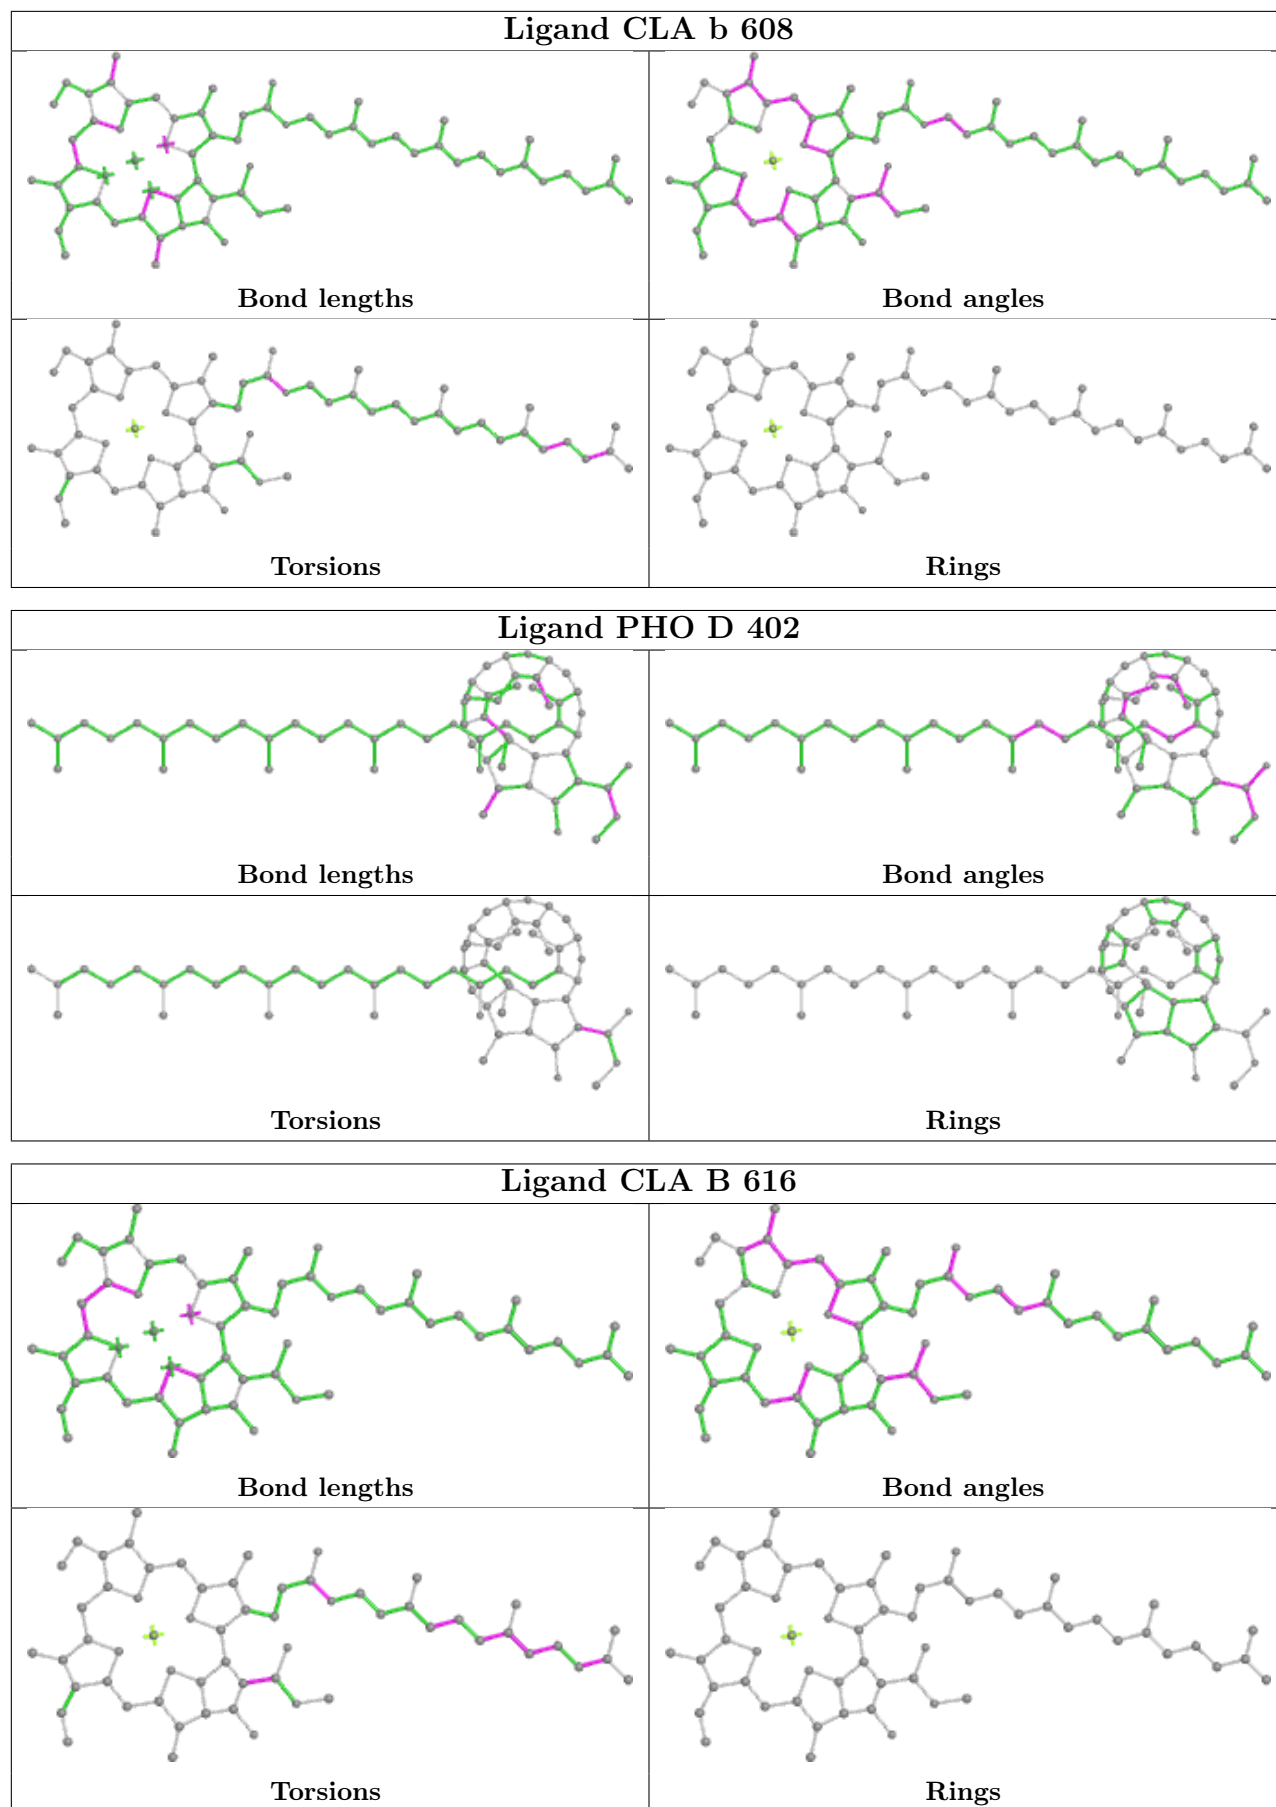 Ligand CLA b 608
Bond lengths
Bond angles
Torsions
Rings
Ligand PHO D 402
Bond lengths
Bond angles
Torsions
Rings
Ligand CLA B 616
Bond lengths
Bond angles
Torsions
Rings